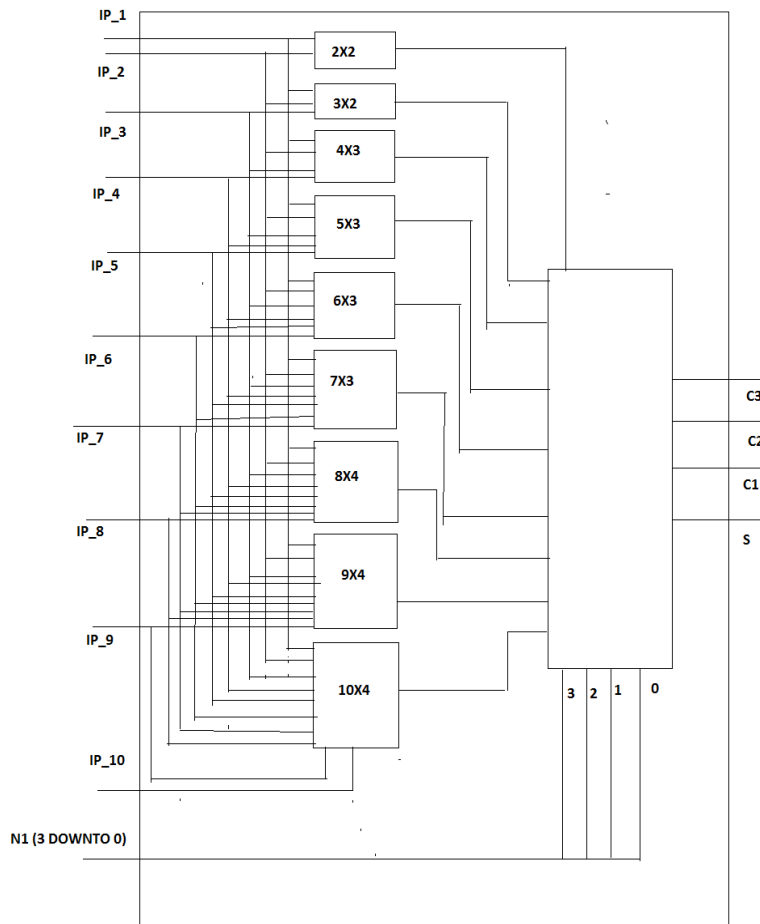 IP_1
2X2
IP_2
3X2
IP_3
4X3
IP_4
5X3
IP_5
6X3
IP_6
7X3
C3
IP_7
C2
8X4
C1
IP_8
S
9X4
IP_9
10X4
3 2 1 0
IP_10
N1 (3 DOWNTO 0)